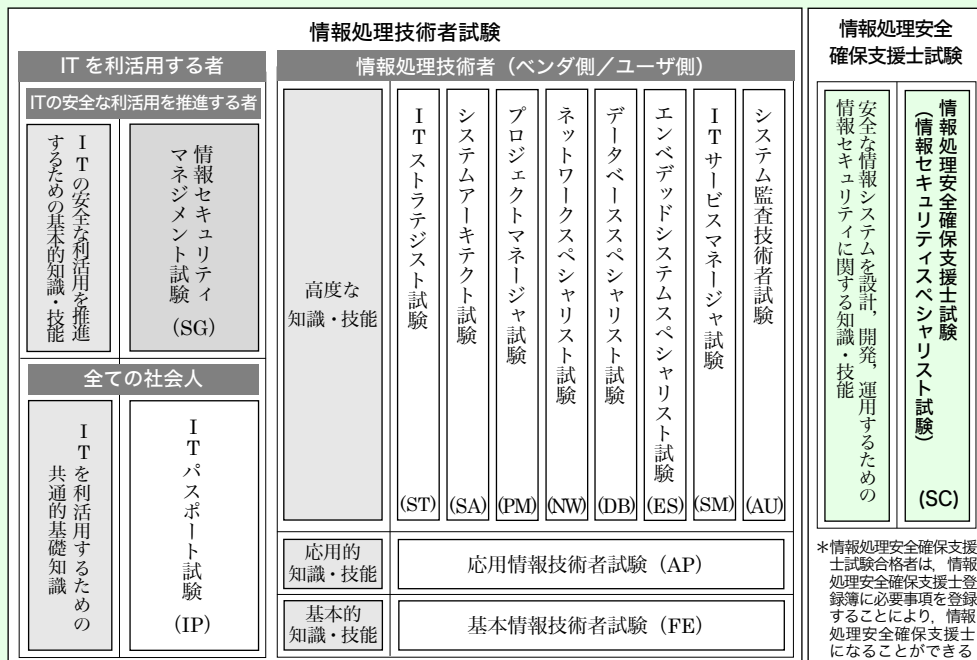 情報処理技術者試験
ITを利活用する者
ITの安全な利活用を推進する者
ITの安全な利活用を推進
するための基本的知識・技能
情報セキュリティ
マネジメント試験
(SG)
全ての社会人
ITを利活用するための
共通的基礎知識
ITパスポート試験
(IP)
情報処理技術者（ベンダ側／ユーザ側）
高度な
知識・技能
ITストラテジスト試験
(ST)
システムアーキテクト試験
(SA)
プロジェクトマネージャ試験
(PM)
ネットワークスペシャリスト試験
(NW)
データベーススペシャリスト試験
(DB)
エンベデッドシステムスペシャリスト試験
(ES)
ITサービスマネージャ試験
(SM)
システム監査技術者試験
(AU)
応用的
知識・技能
応用情報技術者試験（AP）
基本的
知識・技能
基本情報技術者試験（FE）
情報処理安全
確保支援士試験
安全な情報システムを設計，開発，運用するための
情報セキュリティに関する知識・技能
情報処理安全確保支援士試験
（情報セキュリティスペシャリスト試験）
(SC)
＊情報処理安全確保支援
士試験合格者は，情報
処理安全確保支援士登
録簿に必要事項を登録
することにより，情報
処理安全確保支援士
になることができる